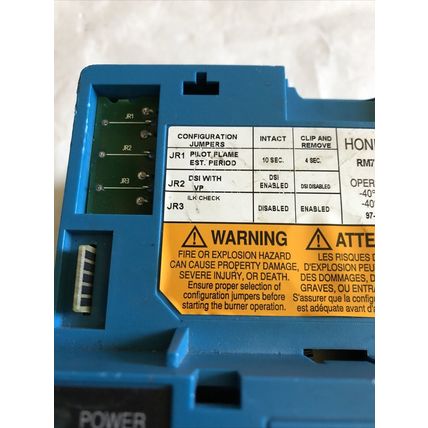 JR1
JR2
JR3
CONFIGURATION JUMPERS INTACT CLIP AND REMOVE
JR1 PILOT FLAME EST. PERIOD 10 SEC. 4 SEC.
JR2 DSI WITH VP DSI ENABLED DSI DISABLED
JR3 ILK CHECK DISABLED ENABLED
HON
RM7
OPER
-40°
-40
97-
WARNING
FIRE OR EXPLOSION HAZARD
CAN CAUSE PROPERTY DAMAGE,
SEVERE INJURY, OR DEATH.
Ensure proper selection of
configuration jumpers before
starting the burner operation.
ATTE
LES RISQUES D
D'EXPLOSION PEU
DES DOMMAGES, D
GRAVES, OU ENTRA
S'assurer que la configu
est adéquate avant d'a
POWER